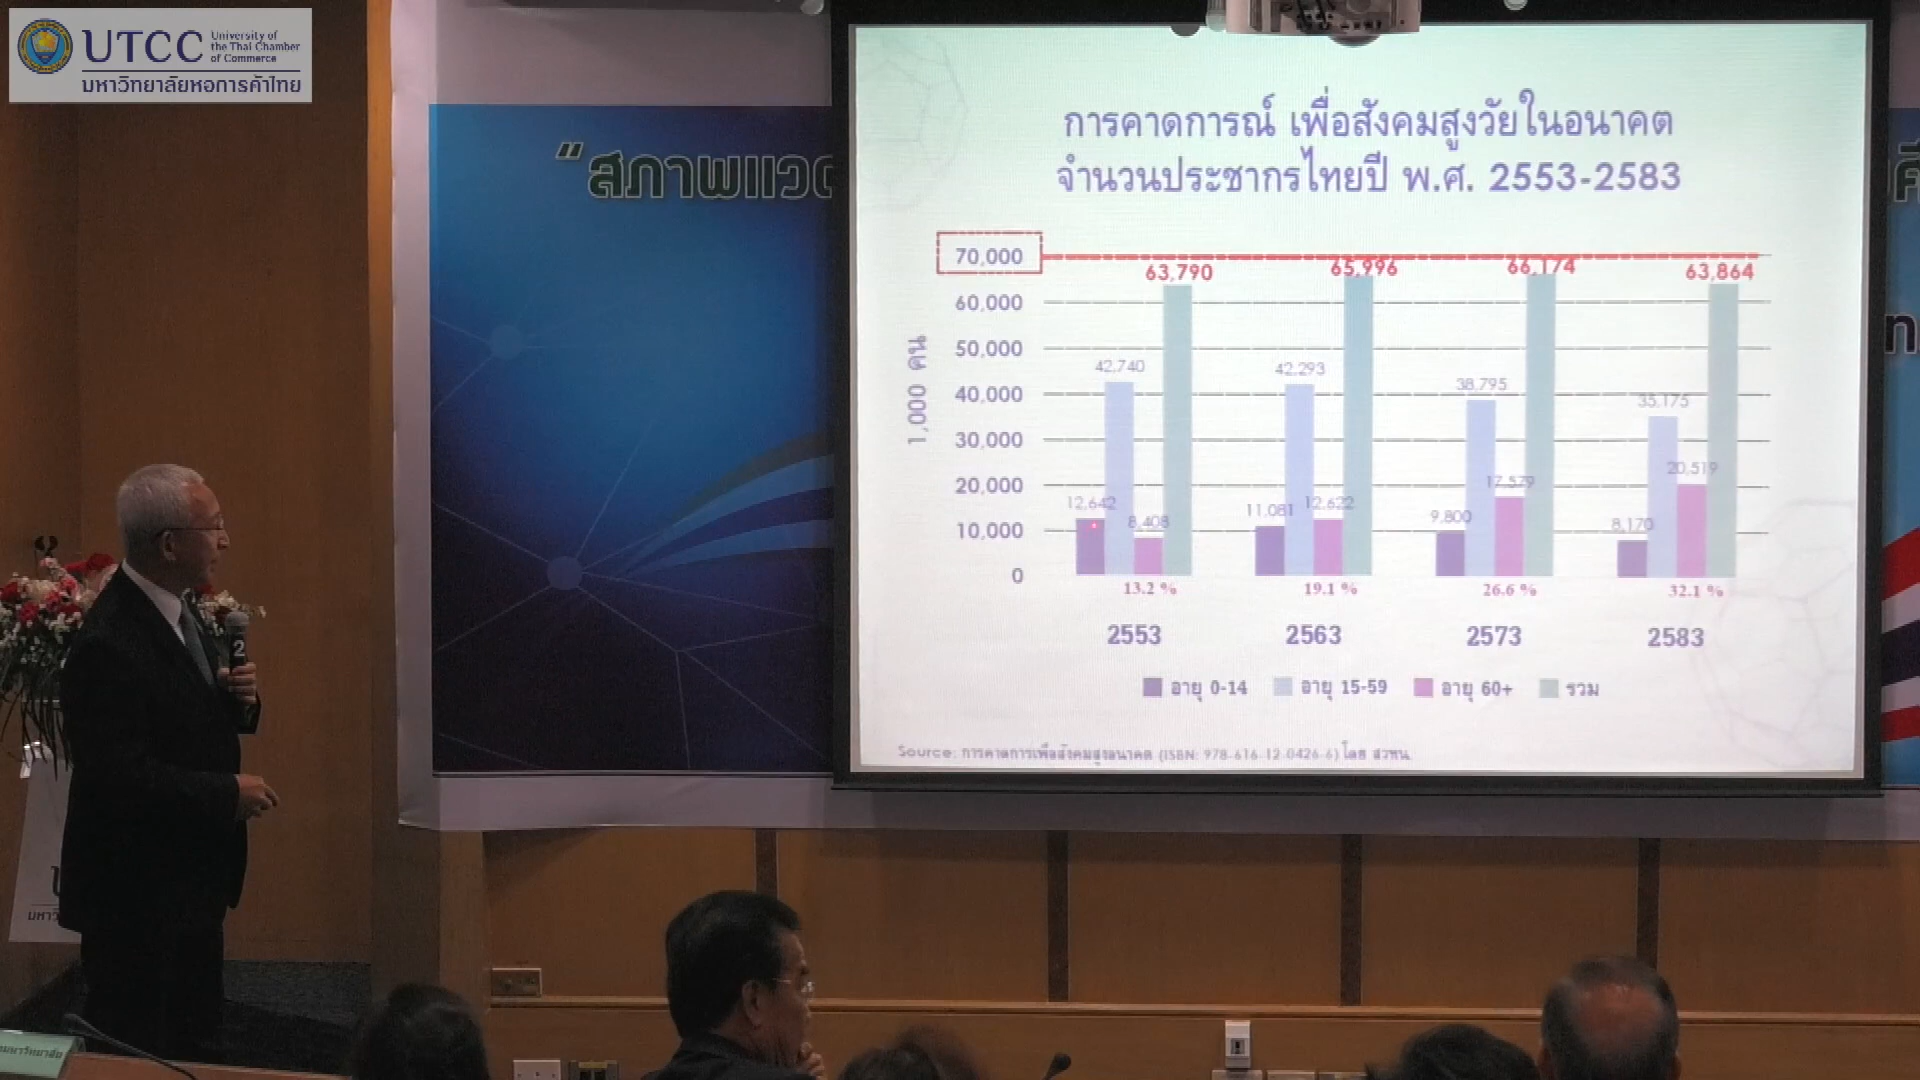 UTCC
University of
the Thai Chamber
of Commerce
มหาวิทยาลัยหอการค้าไทย
“สภาพแวด
การคาดการณ์ เพื่อสังคมสูงวัยในอนาคต
จำนวนประชากรไทยปี พ.ศ. 2553-2583
1,000 คน
70,000
60,000
50,000
40,000
30,000
20,000
10,000
0
63,790
65,996
66,174
63,864
42,740
42,293
38,795
35,175
12,642
8,408
11,081
12,622
9,800
17,579
8,170
20,519
13.2 %
19.1 %
26.6 %
32.1 %
2553
2563
2573
2583
อายุ 0-14
อายุ 15-59
อายุ 60+
รวม
Source: การคาดการเพื่อสังคมสูงอนาคต (ISBN: 978-616-12-0426-6) โดย สวทน.
2